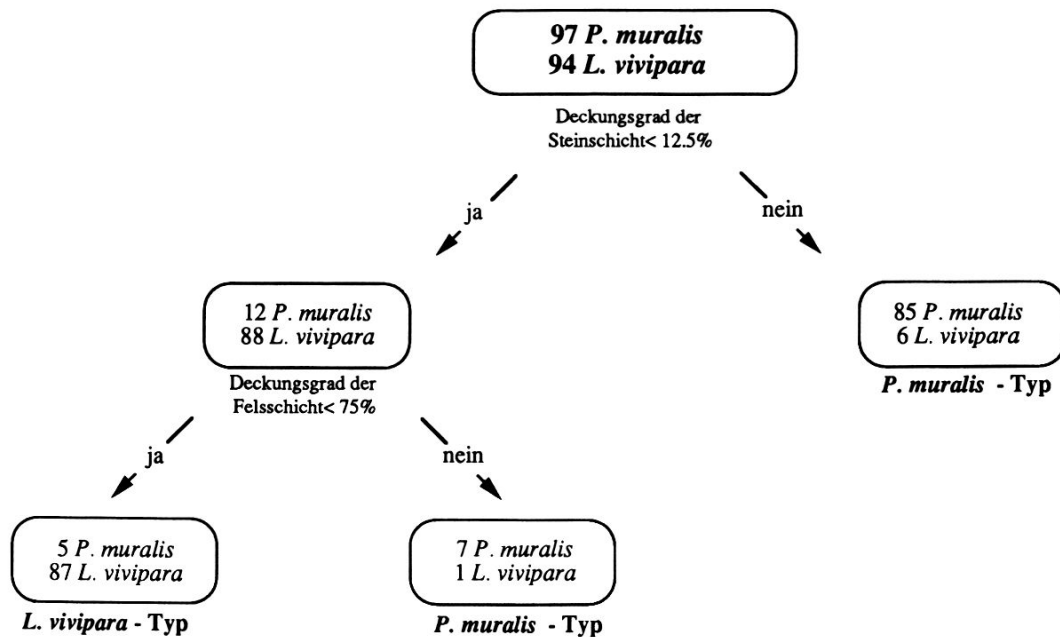 97 P. muralis
94 L. vivipara
Deckungsgrad der
Steinschicht< 12.5%
ja
nein
12 P. muralis
88 L. vivipara
Deckungsgrad der
Felsschicht< 75%
85 P. muralis
6 L. vivipara
P. muralis - Typ
ja
nein
5 P. muralis
87 L. vivipara
L. vivipara - Typ
7 P. muralis
1 L. vivipara
P. muralis - Typ